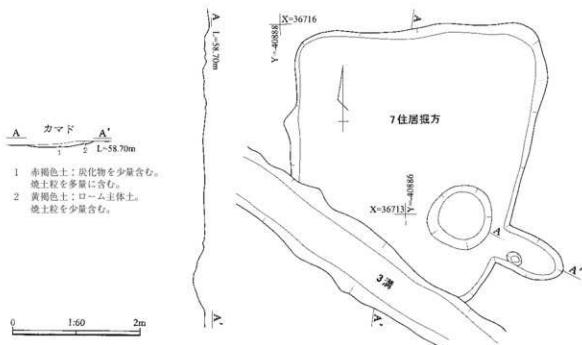 カマド
A A'
L=58.70m
1 2
1 赤褐色土：炭化物を少量含む。
焼土粒を多量に含む。
2 黄褐色土：ローム主体土。
焼土粒を少量含む。
0 1:60 2m
A
L=58.70m
A'
X=36716
Y=-40888
A
7住居掘方
X=36713
Y=-40886
A
A'
3溝
A'